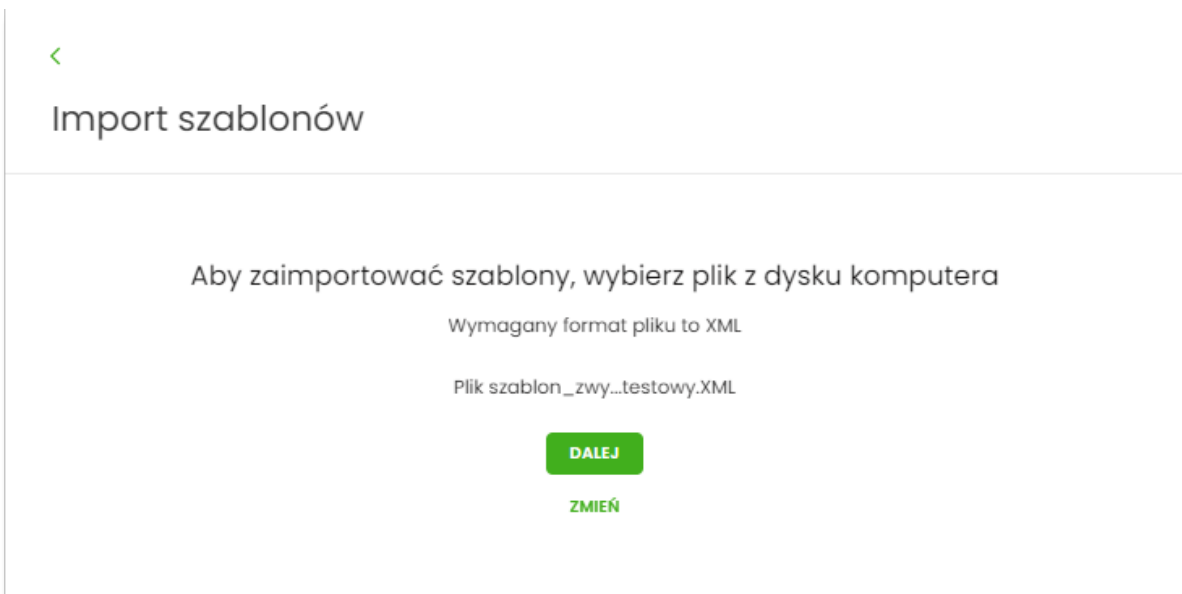 Import szablonów
Aby zaimportować szablony, wybierz plik z dysku komputera
Wymagany format pliku to XML
Plik szablon_zwy...testowy.XML
DALEJ
ZMIEŃ